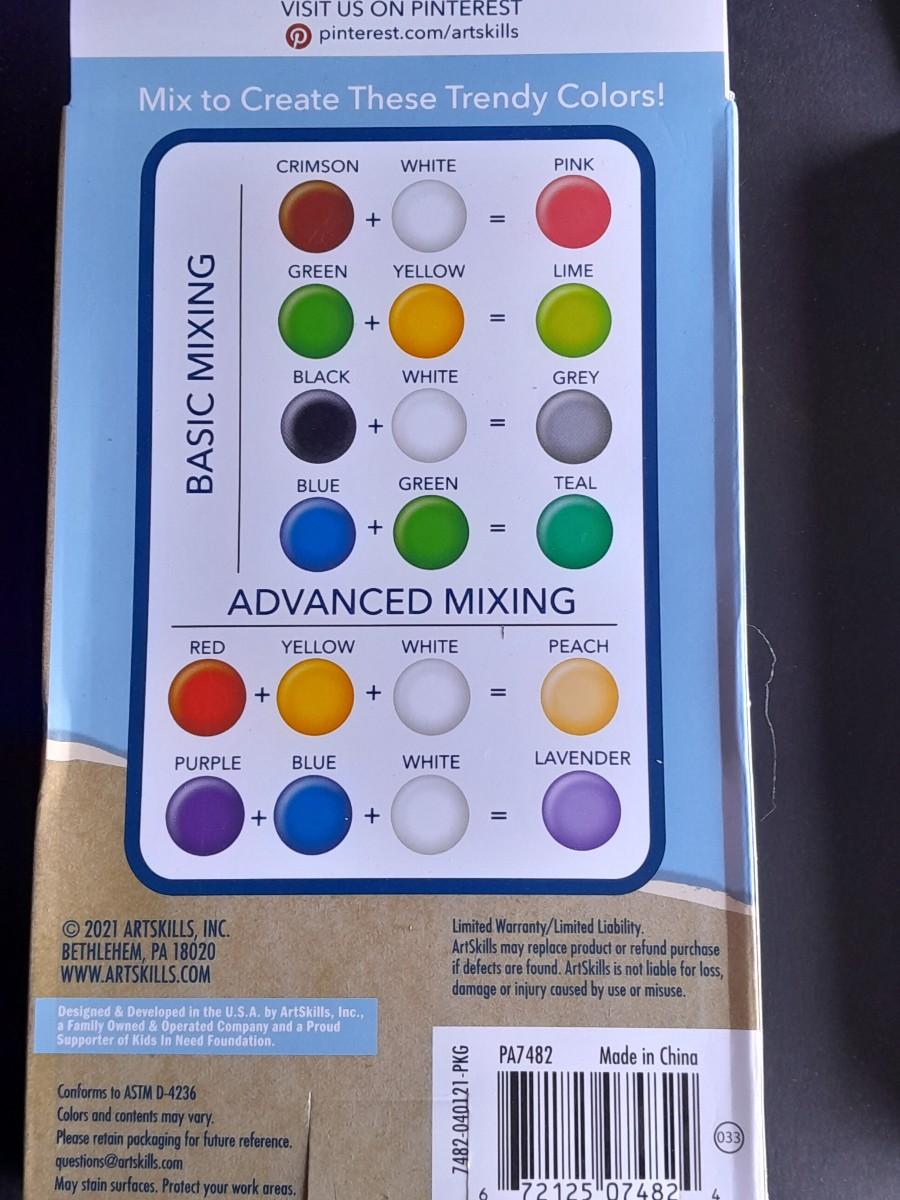 VISIT US ON PINTEREST
pinterest.com/artskills
Mix to Create These Trendy Colors!
BASIC MIXING
CRIMSON WHITE PINK
+ =
GREEN YELLOW LIME
+ =
BLACK WHITE GREY
+ =
BLUE GREEN TEAL
+ =
ADVANCED MIXING
RED YELLOW WHITE PEACH
+ + =
PURPLE BLUE WHITE LAVENDER
+ + =
© 2021 ARTSKILLS, INC.
BETHLEHEM, PA 18020
WWW.ARTSKILLS.COM
Designed & Developed in the U.S.A. by ArtSkills, Inc.,
a Family Owned & Operated Company and a Proud
Supporter of Kids In Need Foundation.
Conforms to ASTM D-4236
Colors and contents may vary.
Please retain packaging for future reference.
questions@artskills.com
May stain surfaces. Protect your work areas.
Limited Warranty/Limited Liability.
ArtSkills may replace product or refund purchase
if defects are found. ArtSkills is not liable for loss,
damage or injury caused by use or misuse.
7482-040121-PKG
PA7482 Made in China
033
6 72125 07482 4